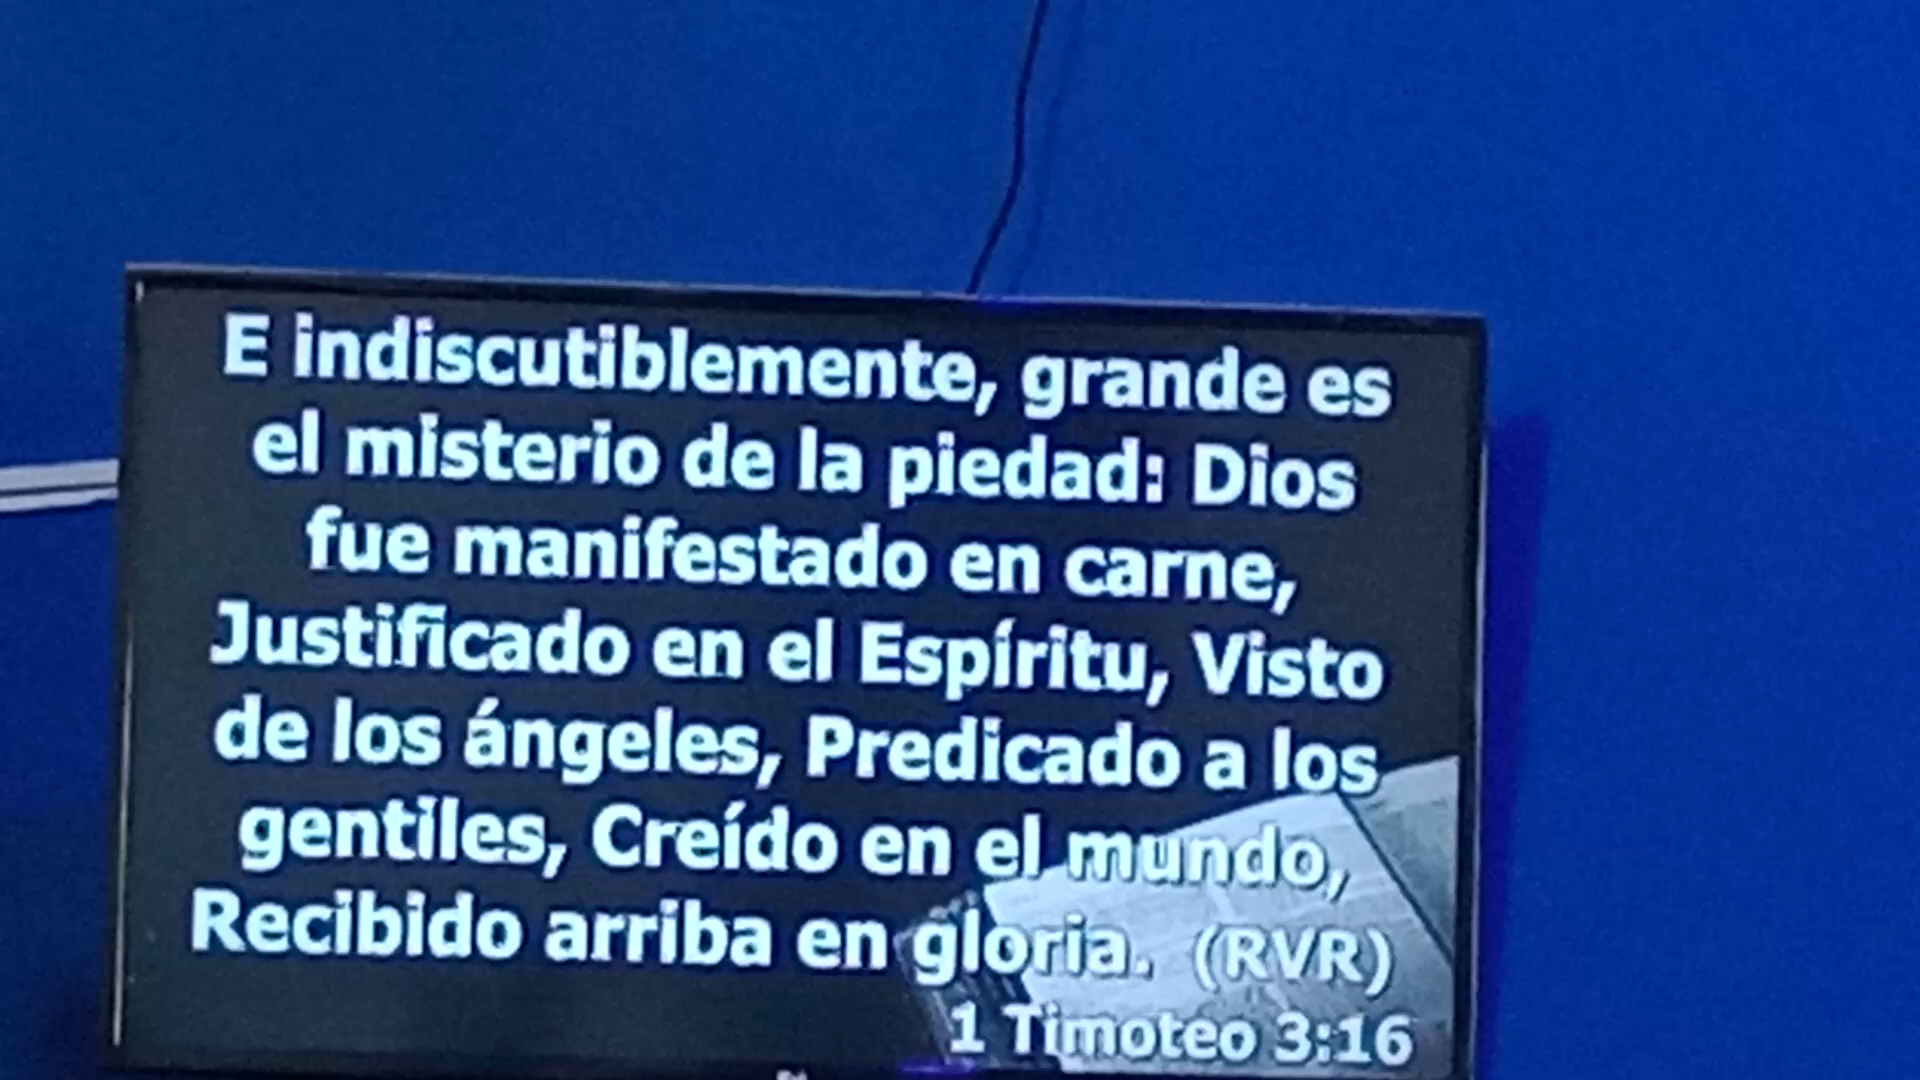 E indiscutiblemente, grande es
el misterio de la piedad: Dios
fue manifestado en carne,
Justificado en el Espíritu, Visto
de los ángeles, Predicado a los
gentiles, Creído en el mundo,
Recibido arriba en gloria. (RVR)
1 Timoteo 3:16